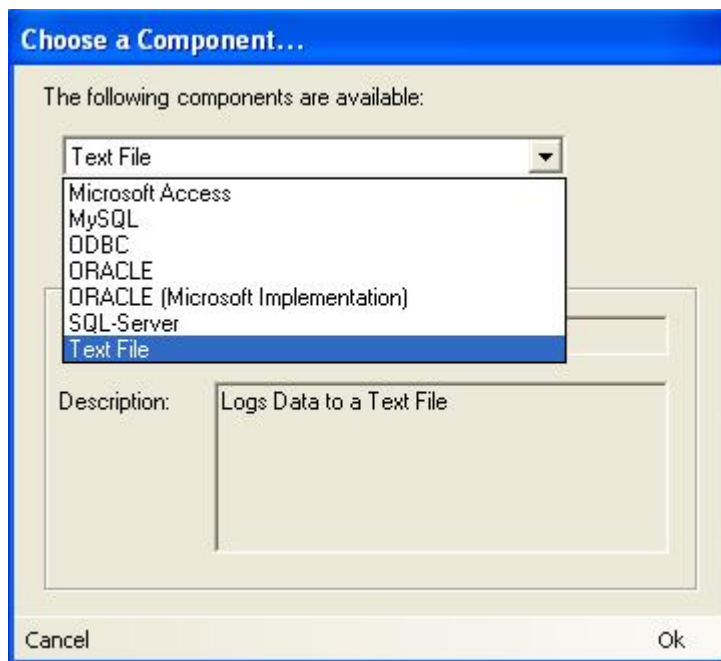 Choose a Component...
The following components are available:
Text File
Microsoft Access
MySQL
ODBC
ORACLE
ORACLE (Microsoft Implementation)
SQL-Server
Text File
Description:
Logs Data to a Text File
Cancel
Ok